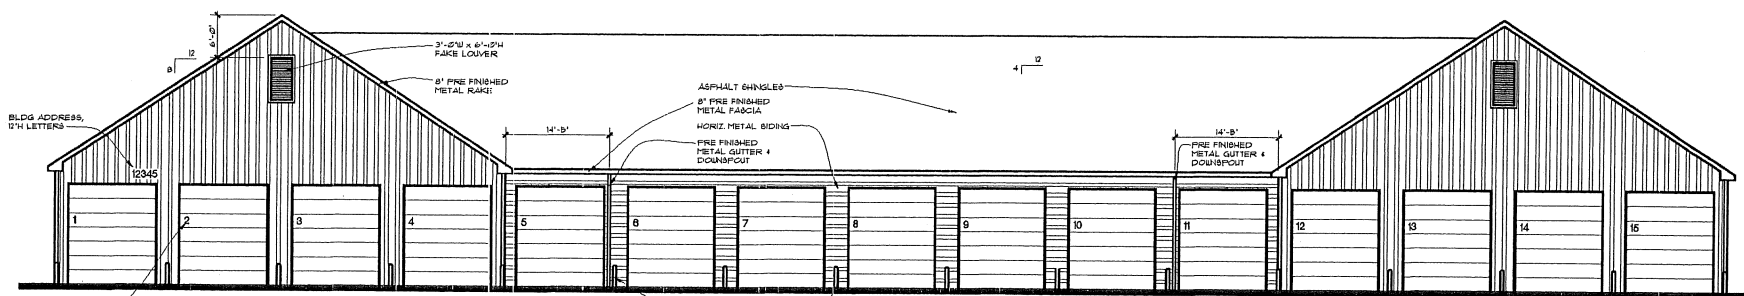 6'-0"
12
8
3'-0"W x 6'-10"H
FAKE LOUVER
8" PRE FINISHED
METAL RAKE
12
4
ASPHALT SHINGLES
8" PRE FINISHED
METAL FASCIA
BLDG ADDRESS,
12"H LETTERS
14'-8"
HORIZ. METAL SIDING
14'-8"
PRE FINISHED
METAL GUTTER &
DOWNSPOUT
PRE FINISHED
METAL GUTTER &
DOWNSPOUT
12345
1
2
3
4
5
6
7
8
9
10
11
12
13
14
15